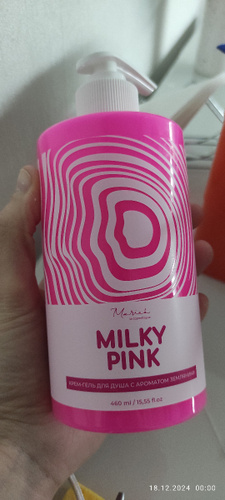 MILKY
PINK
КРЕМ-ГЕЛЬ ДЛЯ ДУША С АРОМАТОМ ЗЕМЛЯНИКИ
460 ml / 15,55 fl oz
18.12.2024 00:00